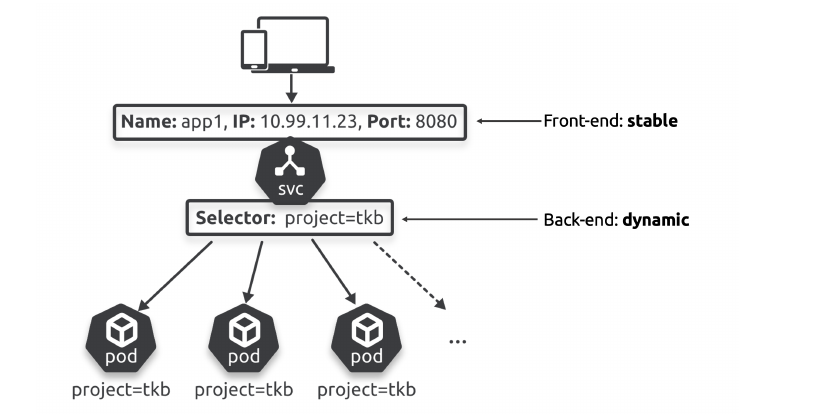 Name: app1, IP: 10.99.11.23, Port: 8080
Front-end: stable
svc
Selector: project=tkb
Back-end: dynamic
pod
pod
pod
...
project=tkb
project=tkb
project=tkb